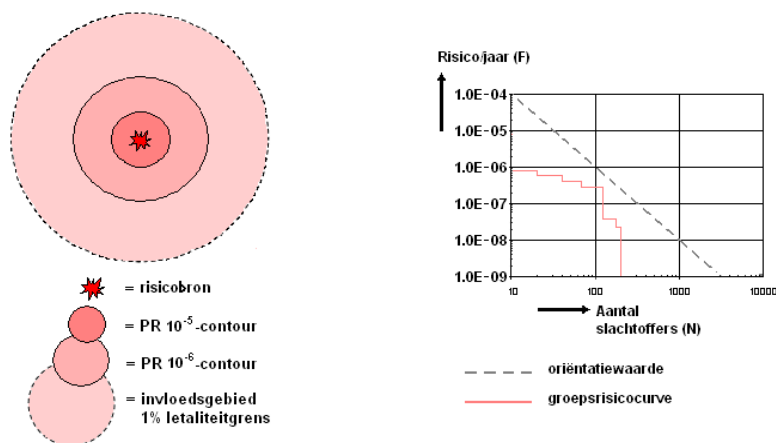 = risicobron
= PR 10-5-contour
= PR 10-6-contour
= invloedsgebied
1% letaliteitgrens
Risico/jaar (F)
1.0E-04
1.0E-05
1.0E-06
1.0E-07
1.0E-08
1.0E-09
10
100
1000
10000
Aantal
slachtoffers (N)
oriëntatiewaarde
groepsrisicocurve